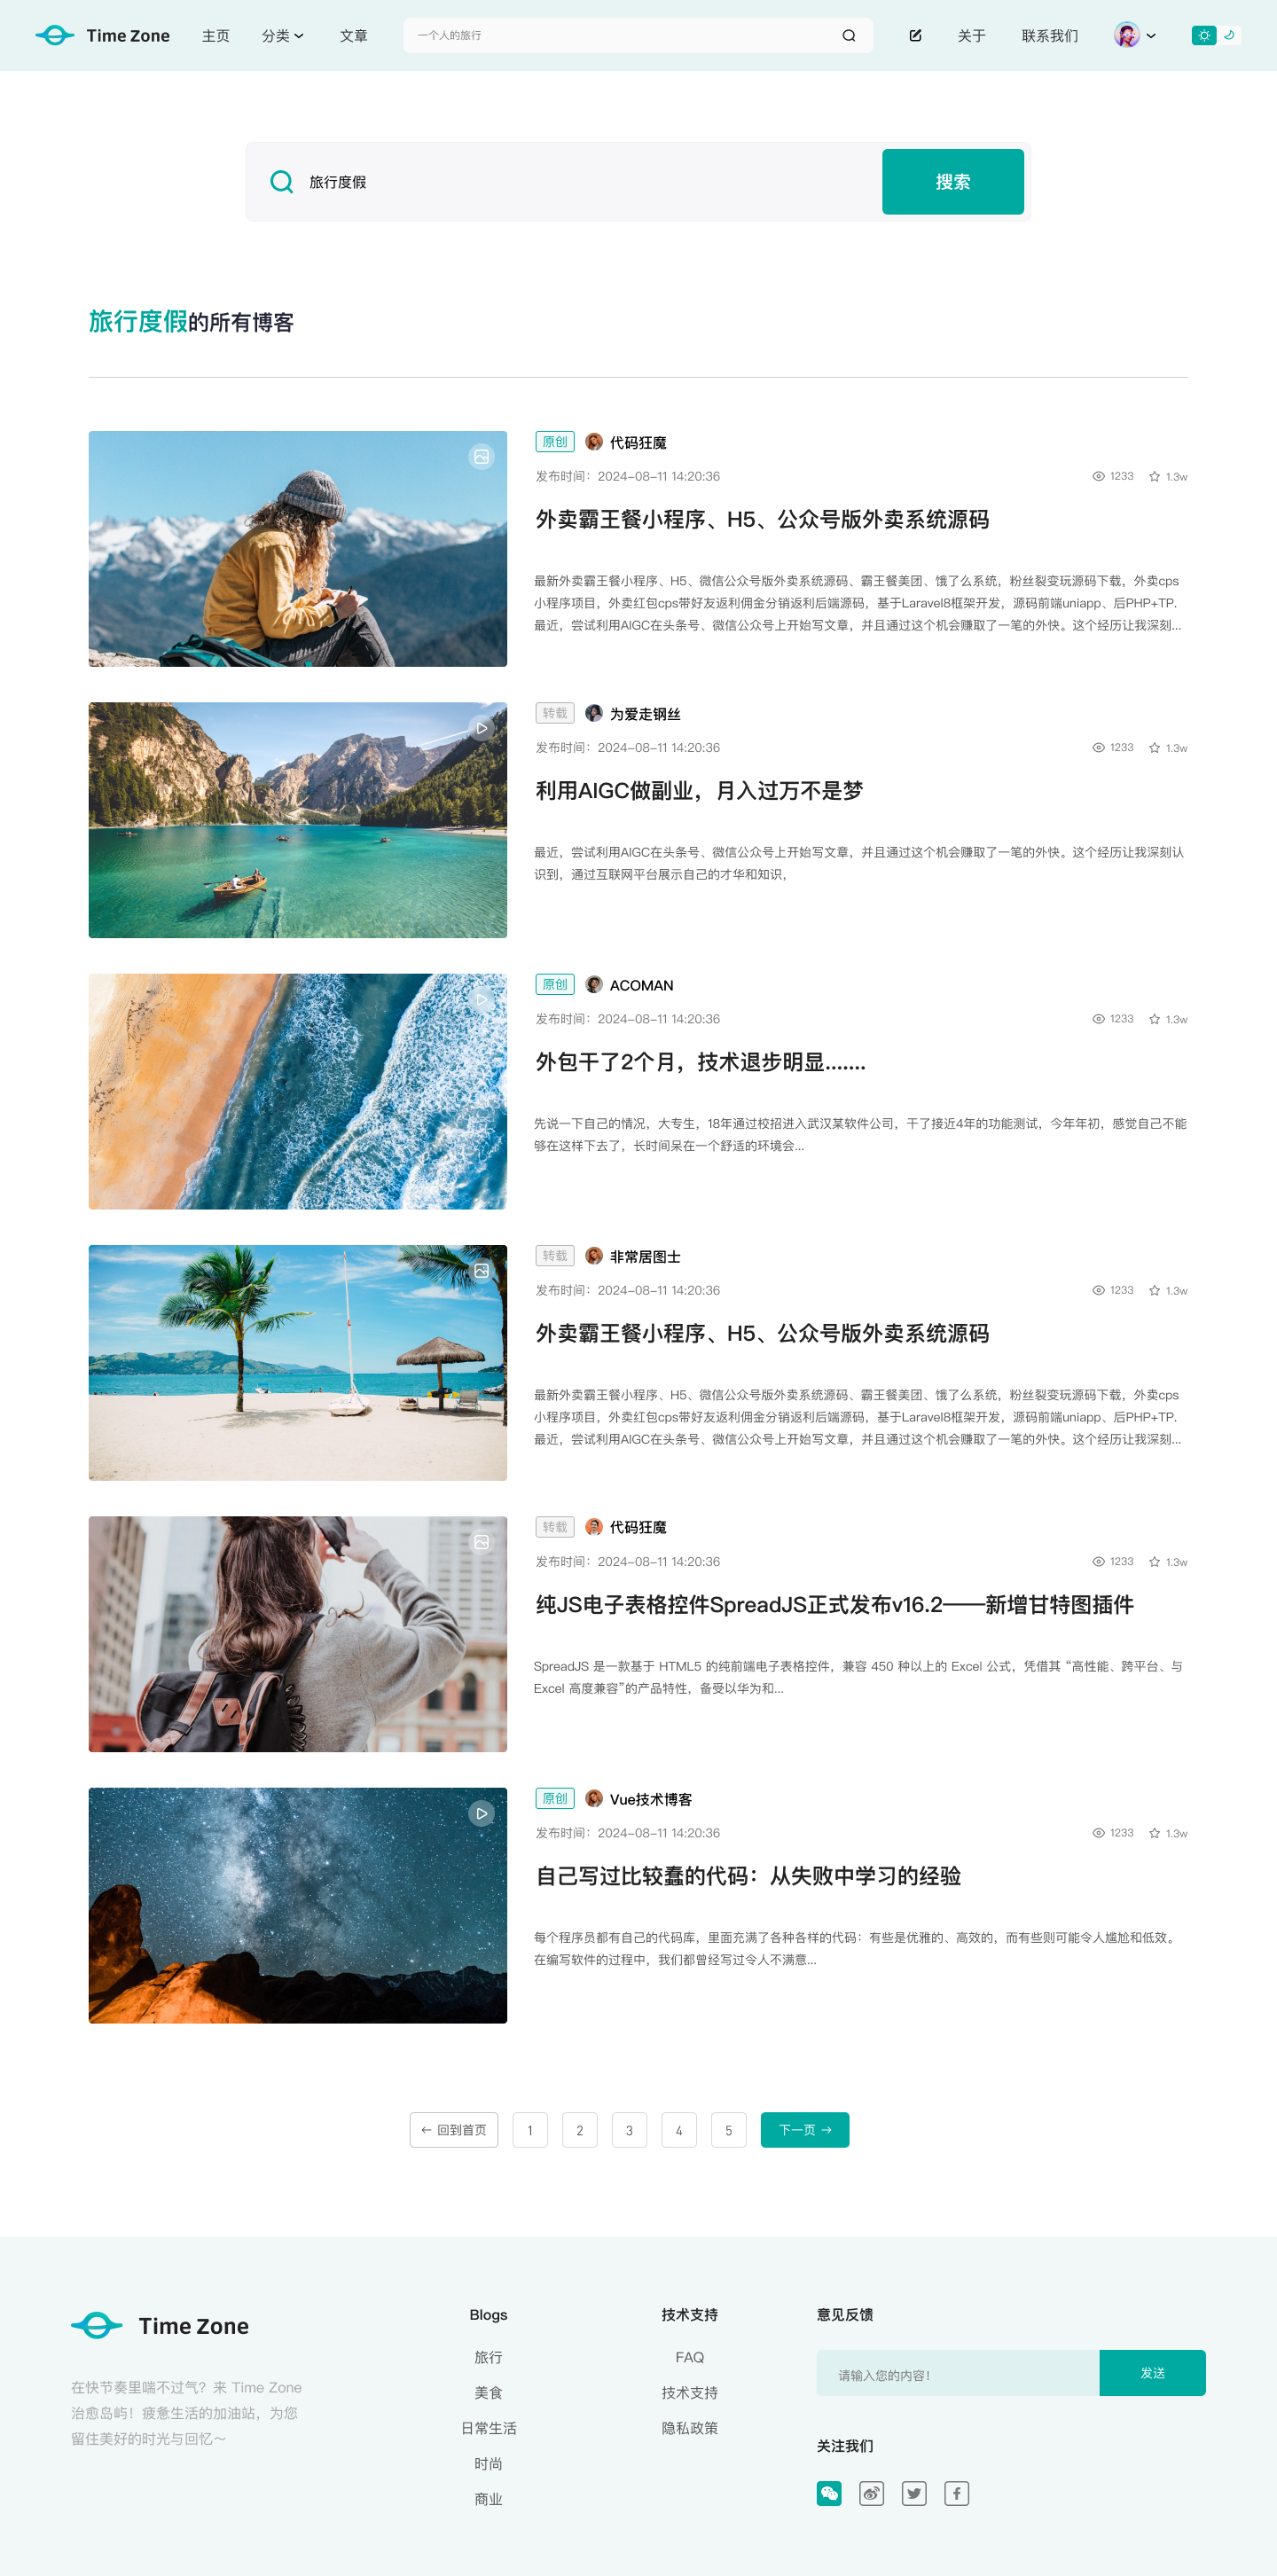 Time Zone 主页 分类 文章 一个人的旅行 关于 联系我们
旅行度假 搜索
旅行度假的所有博客
原创 代码狂魔
发布时间：2024-08-11 14:20:36 1233 1.3w
外卖霸王餐小程序、H5、公众号版外卖系统源码
最新外卖霸王餐小程序、H5、微信公众号版外卖系统源码、霸王餐美团、饿了么系统，粉丝裂变玩源码下载，外卖cps
小程序项目，外卖红包cps带好友返利佣金分销返利后端源码，基于Laravel8框架开发，源码前端uniapp、后PHP+TP.
最近，尝试利用AIGC在头条号、微信公众号上开始写文章，并且通过这个机会赚取了一笔的外快。这个经历让我深刻...
转载 为爱走钢丝
发布时间：2024-08-11 14:20:36 1233 1.3w
利用AIGC做副业，月入过万不是梦
最近，尝试利用AIGC在头条号、微信公众号上开始写文章，并且通过这个机会赚取了一笔的外快。这个经历让我深刻认
识到，通过互联网平台展示自己的才华和知识，
原创 ACOMAN
发布时间：2024-08-11 14:20:36 1233 1.3w
外包干了2个月，技术退步明显.......
先说一下自己的情况，大专生，18年通过校招进入武汉某软件公司，干了接近4年的功能测试，今年年初，感觉自己不能
够在这样下去了，长时间呆在一个舒适的环境会...
转载 非常居图士
发布时间：2024-08-11 14:20:36 1233 1.3w
外卖霸王餐小程序、H5、公众号版外卖系统源码
最新外卖霸王餐小程序、H5、微信公众号版外卖系统源码、霸王餐美团、饿了么系统，粉丝裂变玩源码下载，外卖cps
小程序项目，外卖红包cps带好友返利佣金分销返利后端源码，基于Laravel8框架开发，源码前端uniapp、后PHP+TP.
最近，尝试利用AIGC在头条号、微信公众号上开始写文章，并且通过这个机会赚取了一笔的外快。这个经历让我深刻...
转载 代码狂魔
发布时间：2024-08-11 14:20:36 1233 1.3w
纯JS电子表格控件SpreadJS正式发布v16.2——新增甘特图插件
SpreadJS 是一款基于 HTML5 的纯前端电子表格控件，兼容 450 种以上的 Excel 公式，凭借其 “高性能、跨平台、与
Excel 高度兼容”的产品特性，备受以华为和...
原创 Vue技术博客
发布时间：2024-08-11 14:20:36 1233 1.3w
自己写过比较蠢的代码：从失败中学习的经验
每个程序员都有自己的代码库，里面充满了各种各样的代码：有些是优雅的、高效的，而有些则可能令人尴尬和低效。
在编写软件的过程中，我们都曾经写过令人不满意...
← 回到首页 1 2 3 4 5 下一页 →
Time Zone
在快节奏里喘不过气？来 Time Zone
治愈岛屿！疲惫生活的加油站，为您
留住美好的时光与回忆～
Blogs
旅行
美食
日常生活
时尚
商业
技术支持
FAQ
技术支持
隐私政策
意见反馈
请输入您的内容！ 发送
关注我们